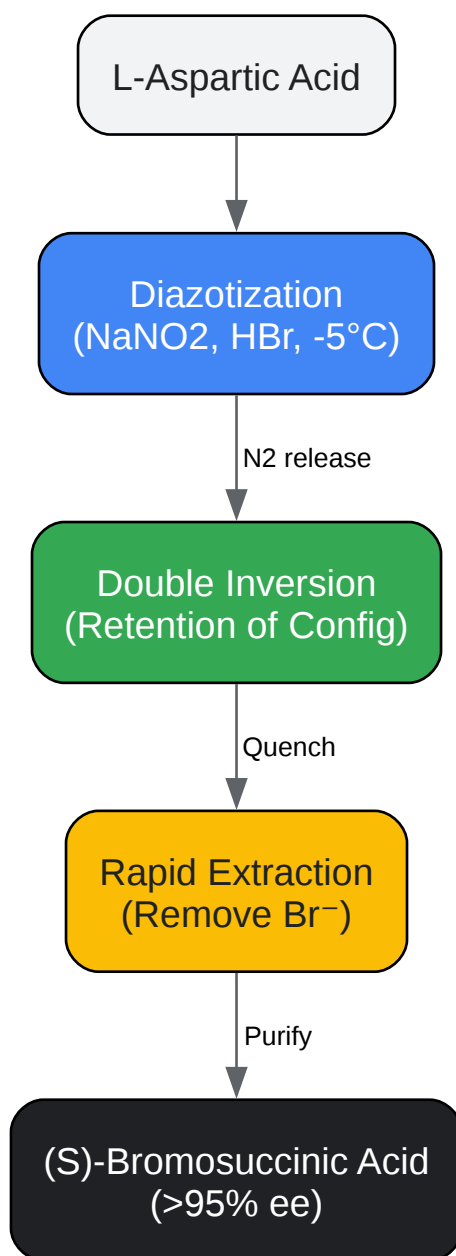 L-Aspartic Acid
Diazotization
(NaNO2, HBr, -5°C)
N2 release
Double Inversion
(Retention of Config)
Quench
Rapid Extraction
(Remove Br⁻)
Purify
(S)-Bromosuccinic Acid
(>95% ee)